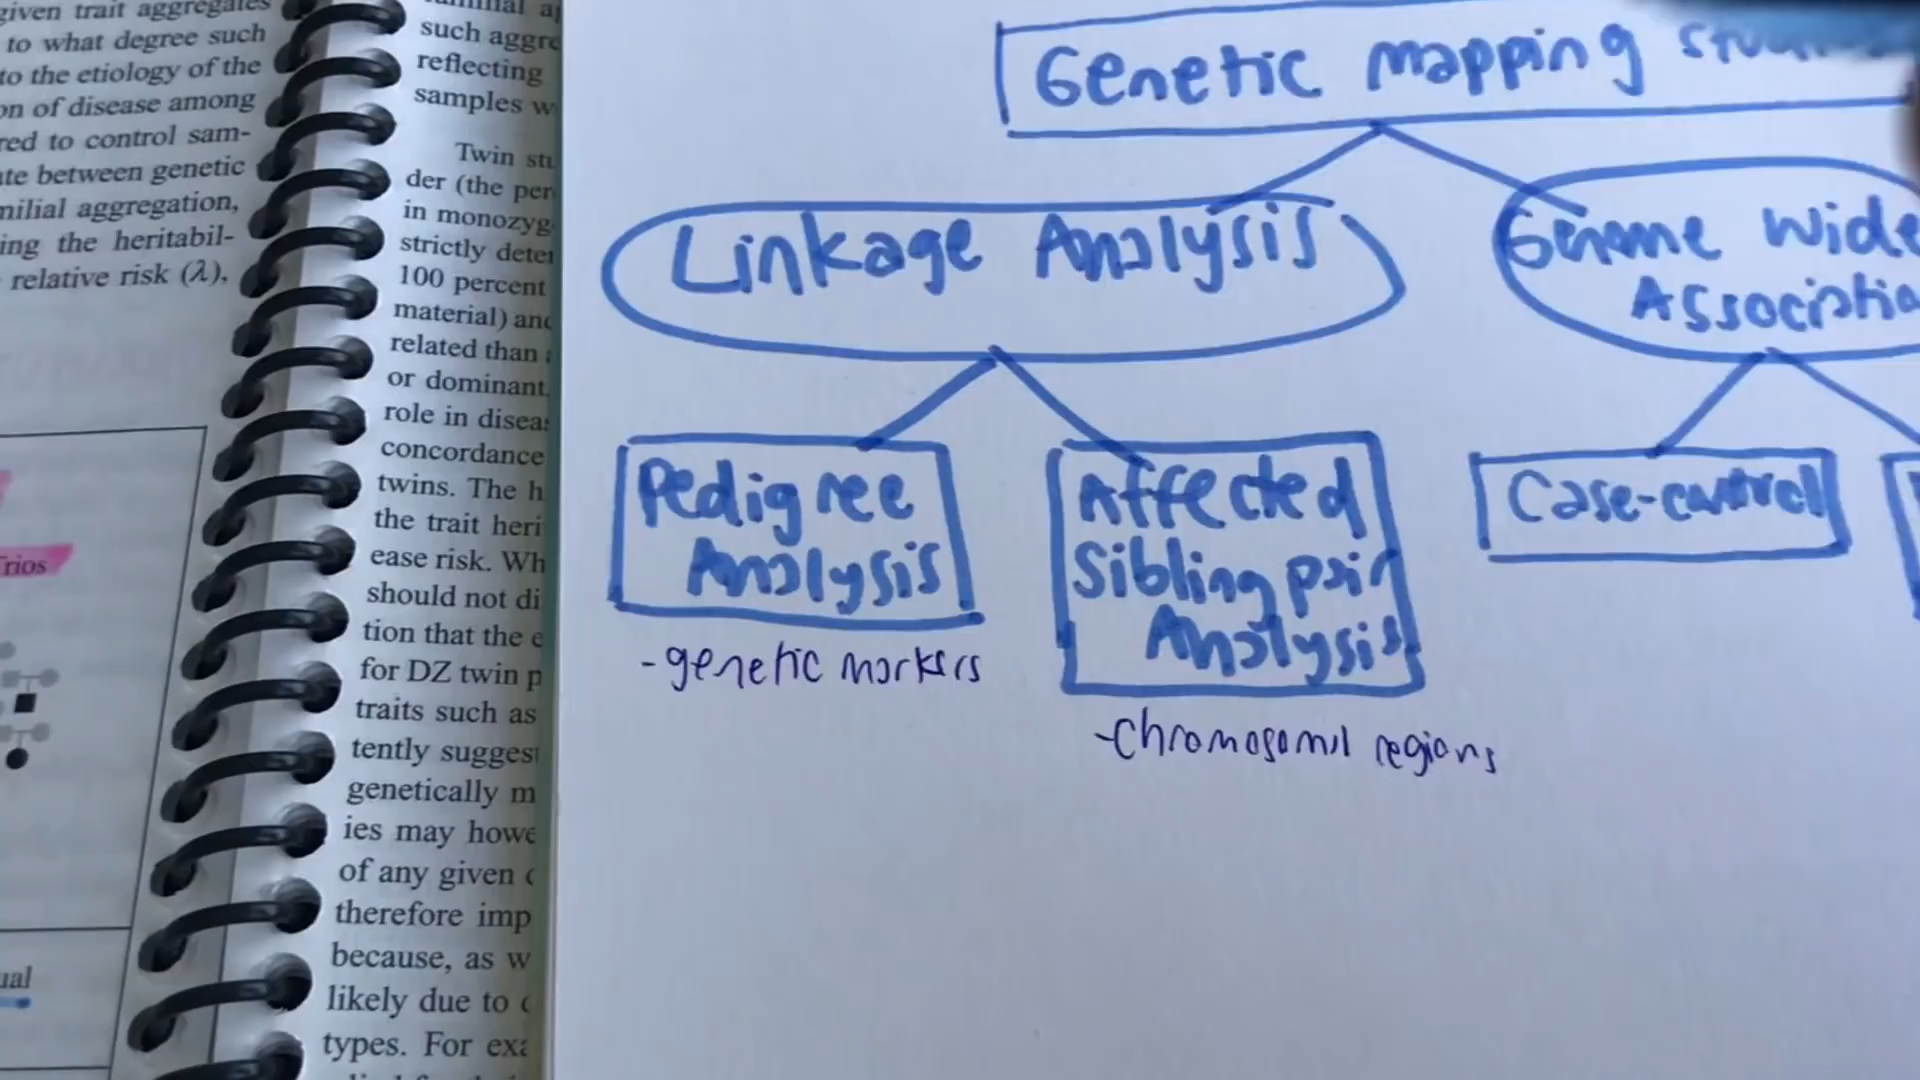 given trait aggregates
to what degree such
to the etiology of the
on of disease among
red to control sam-
ate between genetic
milial aggregation,
ing the heritabil-
relative risk (λ),
Trios
ual
such aggre
reflecting
samples w
Twin stu
der (the per
in monozyg
strictly deter
100 percent
material) and
related than a
or dominant,
role in disea
concordance
twins. The h
the trait heri
ease risk. Wh
should not di
tion that the e
for DZ twin p
traits such as
tently suggest
genetically m
ies may howe
of any given
therefore imp
because, as w
likely due to
types. For exa
Genetic mapping
Linkage Analysis
Genome Wide
Associatio
Pedigree
Analysis
-genetic markers
Affected
Sibling pair
Analysis
-Chromosomal regions
Case-control